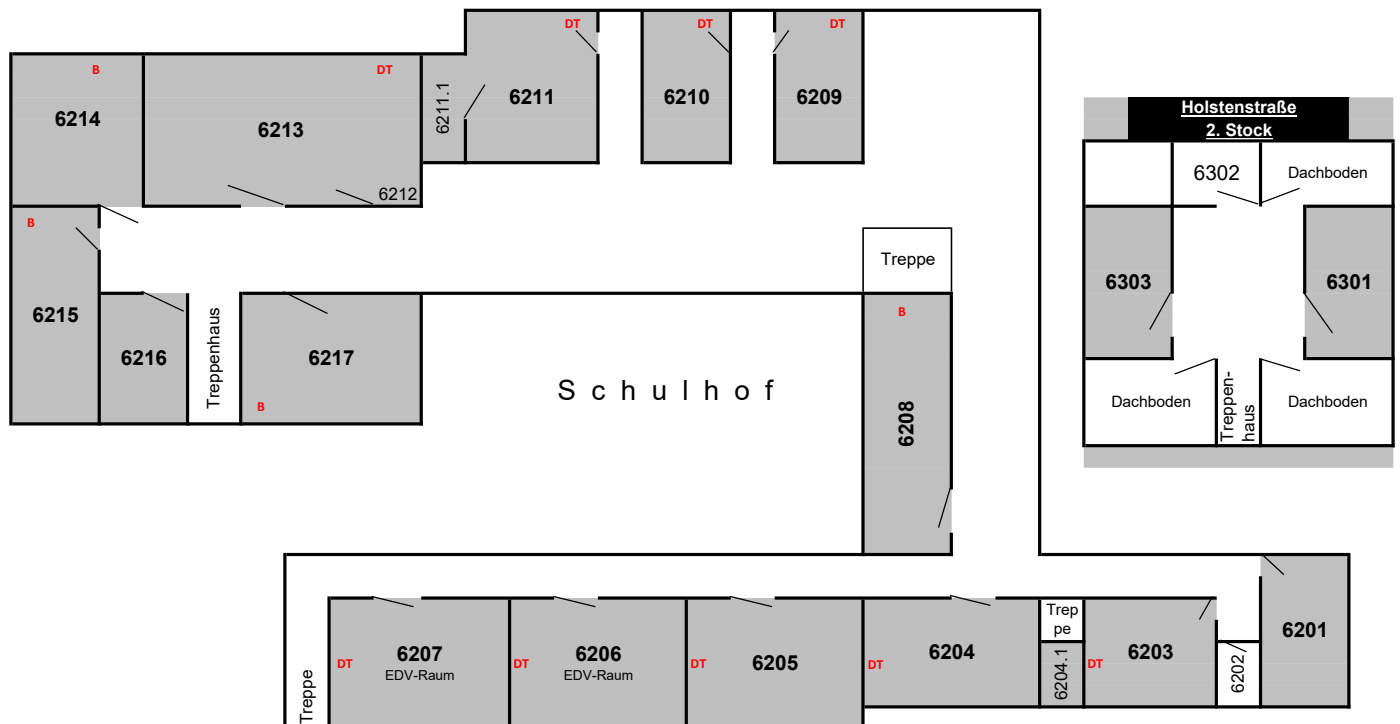 DT
DT
DT
B
DT
6214
6213
6211.1
6211
6210
6209
Holstenstraße
2. Stock
6302
Dachboden
6212
B
6215
6216
Treppenhaus
6217
B
Treppe
B
6303
6301
Schulhof
6208
Dachboden
Treppen-
haus
Dachboden
Treppe
DT
6207
EDV-Raum
DT
6206
EDV-Raum
DT
6205
DT
6204
Trep
pe
6204.1
DT
6203
6202
6201